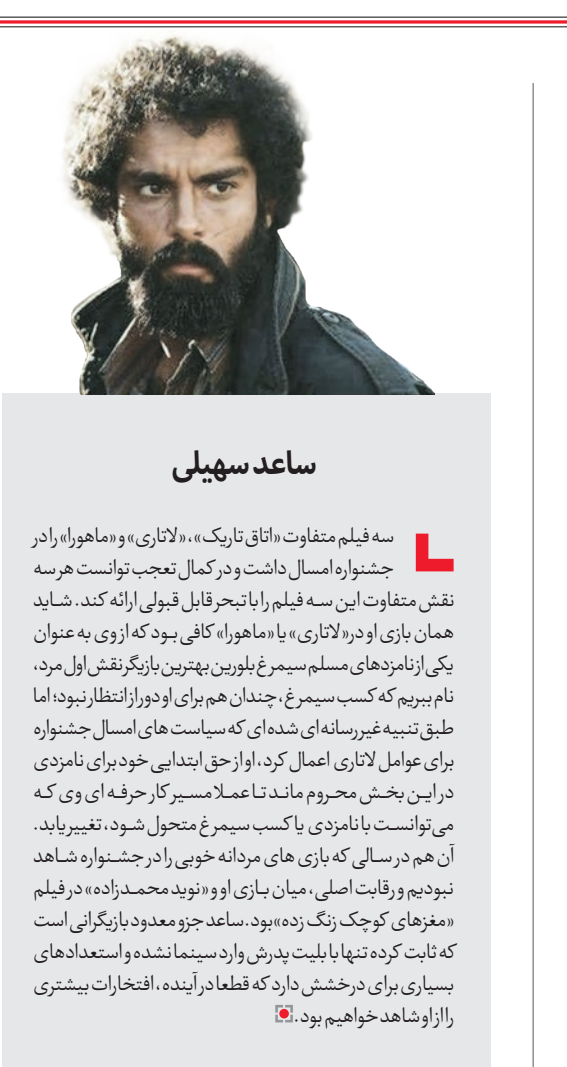 ساعد سهیلی
سه فیلم متفاوت «اتاق تاریک»، «لاتاری» و «ماهورا» را در
جشنواره امسال داشت و در کمال تعجب توانست هر سه
نقش متفاوت این سه فیلم را با تبحر قابل قبولی ارائه کند. شاید
همان بازی او در «لاتاری» یا «ماهورا» کافی بود که از وی به عنوان
یکی از نامزدهای مسلم سیمرغ بلورین بهترین بازیگر نقش اول مرد،
نام ببریم که کسب سیمرغ، چندان هم برای او دور از انتظار نبود؛ اما
طبق تنبیه غیررسانه ای شده ای که سیاست های امسال جشنواره
برای عوامل لاتاری اعمال کرد، او از حق ابتدایی خود برای نامزدی
در این بخش محروم ماند تا عملا مسیر کار حرفه ای وی که
می توانست با نامزدی یا کسب سیمرغ متحول شود، تغییر یابد.
آن هم در سالی که بازی های مردانه خوبی را در جشنواره شاهد
نبودیم و رقابت اصلی، میان بازی او و «نوید محمدزاده» در فیلم
«مغزهای کوچک زنگ زده» بود. ساعد جزو معدود بازیگرانی است
که ثابت کرده تنها با بلیت پدرش وارد سینما نشده و استعدادهای
بسیاری برای درخشش دارد که قطعا در آینده، افتخارات بیشتری
را از او شاهد خواهیم بود.